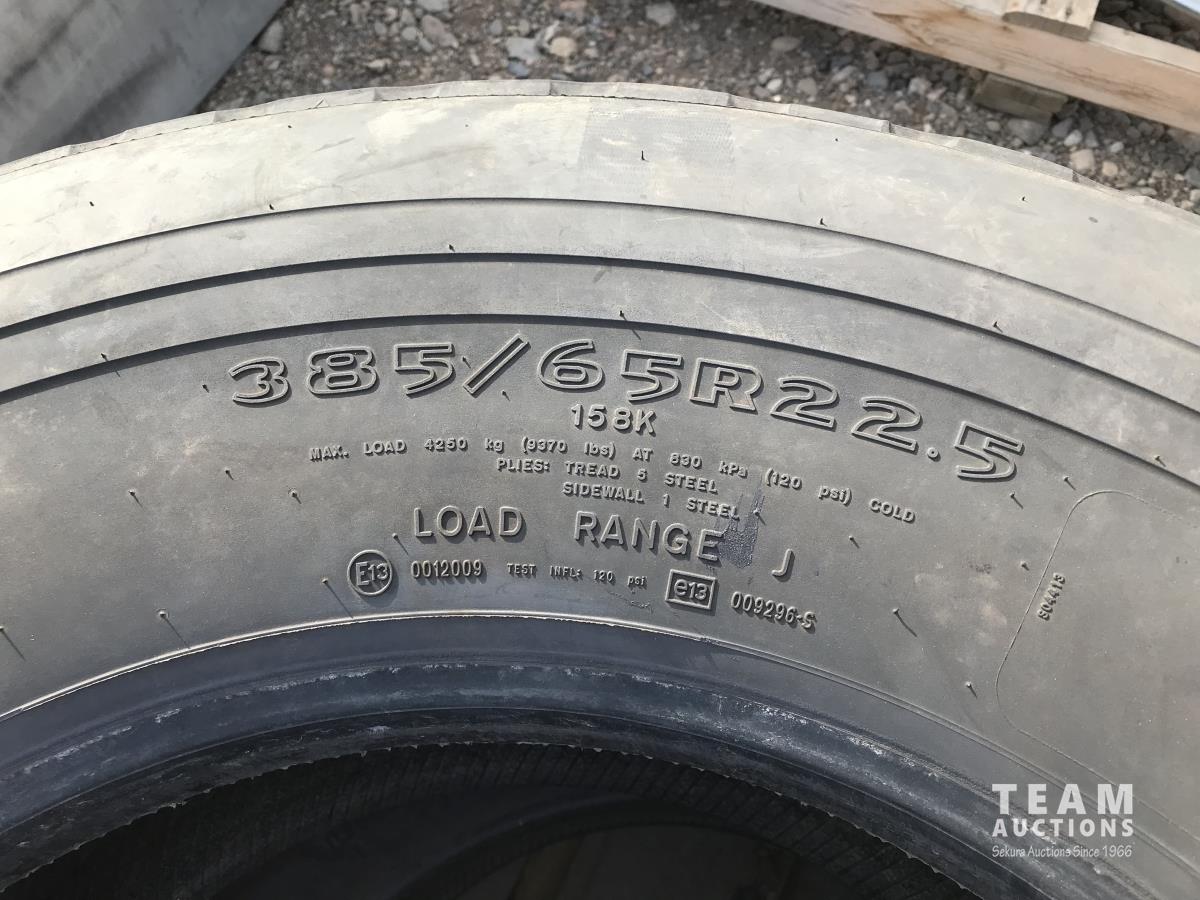 385/65R22.5
158K
MAX. LOAD 4250 kg (9370 lbs) AT 830 kPa (120 psi) COLD
PLIES: TREAD 5 STEEL
SIDEWALL 1 STEEL
LOAD RANGE J
E13 0012009 TEST INFL: 120 psi e13 009296-S
604413
TEAM
AUCTIONS
Sekura Auctions Since 1966